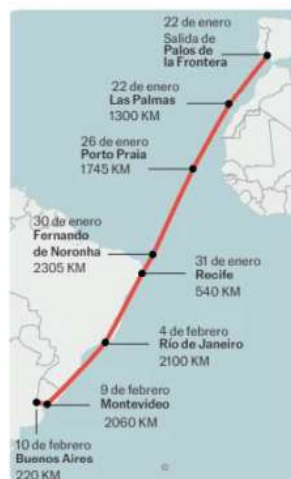 22 de enero
Salida de
Palos de
la Frontera
22 de enero
Las Palmas
1300 KM
26 de enero
Porto Praia
1745 KM
30 de enero
Fernando
de Noronha
2305 KM
31 de enero
Recife
540 KM
4 de febrero
Río de Janeiro
2100 KM
9 de febrero
Montevideo
2060 KM
10 de febrero
Buenos Aires
220 KM